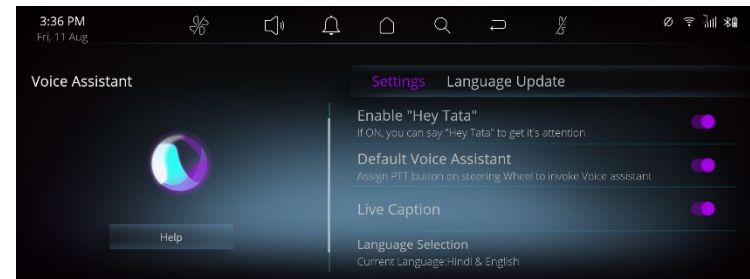 3:36 PM
Fri, 11 Aug
Voice Assistant
Settings Language Update
Enable "Hey Tata"
If ON, you can say "Hey Tata" to get it's attention
Default Voice Assistant
Assign PTT button on steering Wheel to invoke Voice assistant
Live Caption
Help
Language Selection
Current Language:Hindi & English